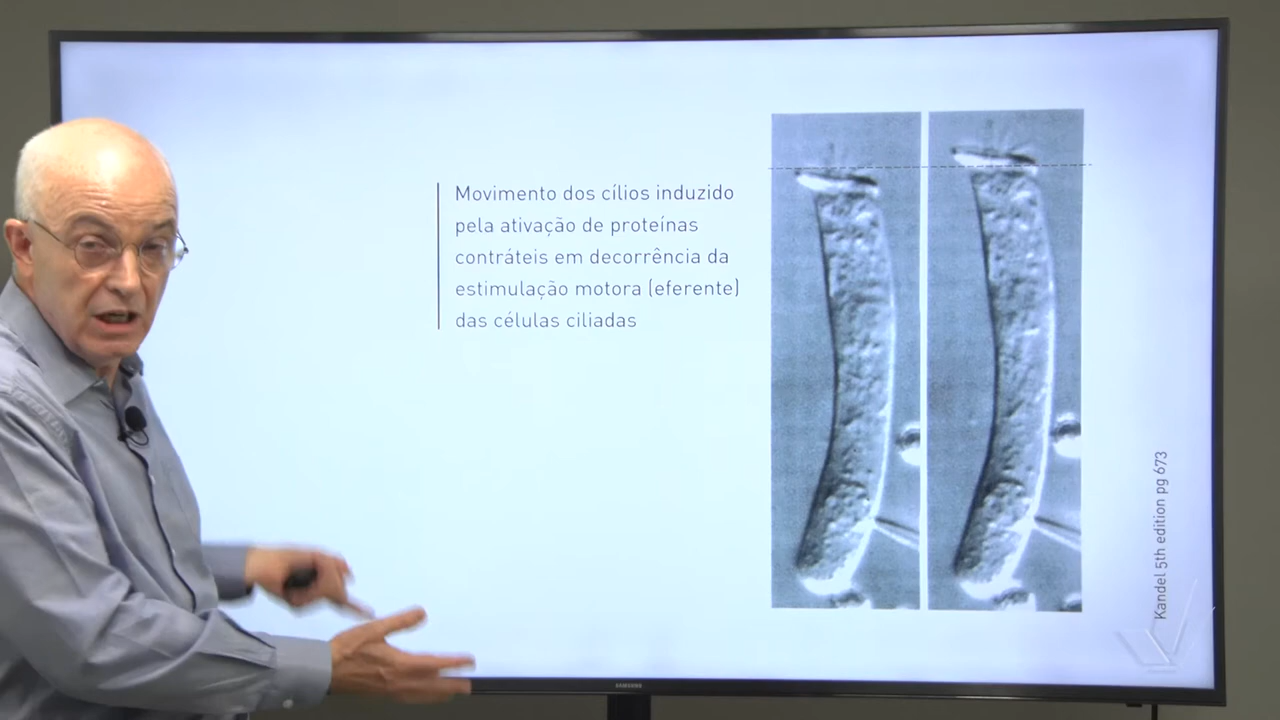 Movimento dos cílios induzido
pela ativação de proteínas
contráteis em decorrência da
estimulação motora (eferente)
das células ciliadas
Kandel 5th edition pg 673
SAMSUNG